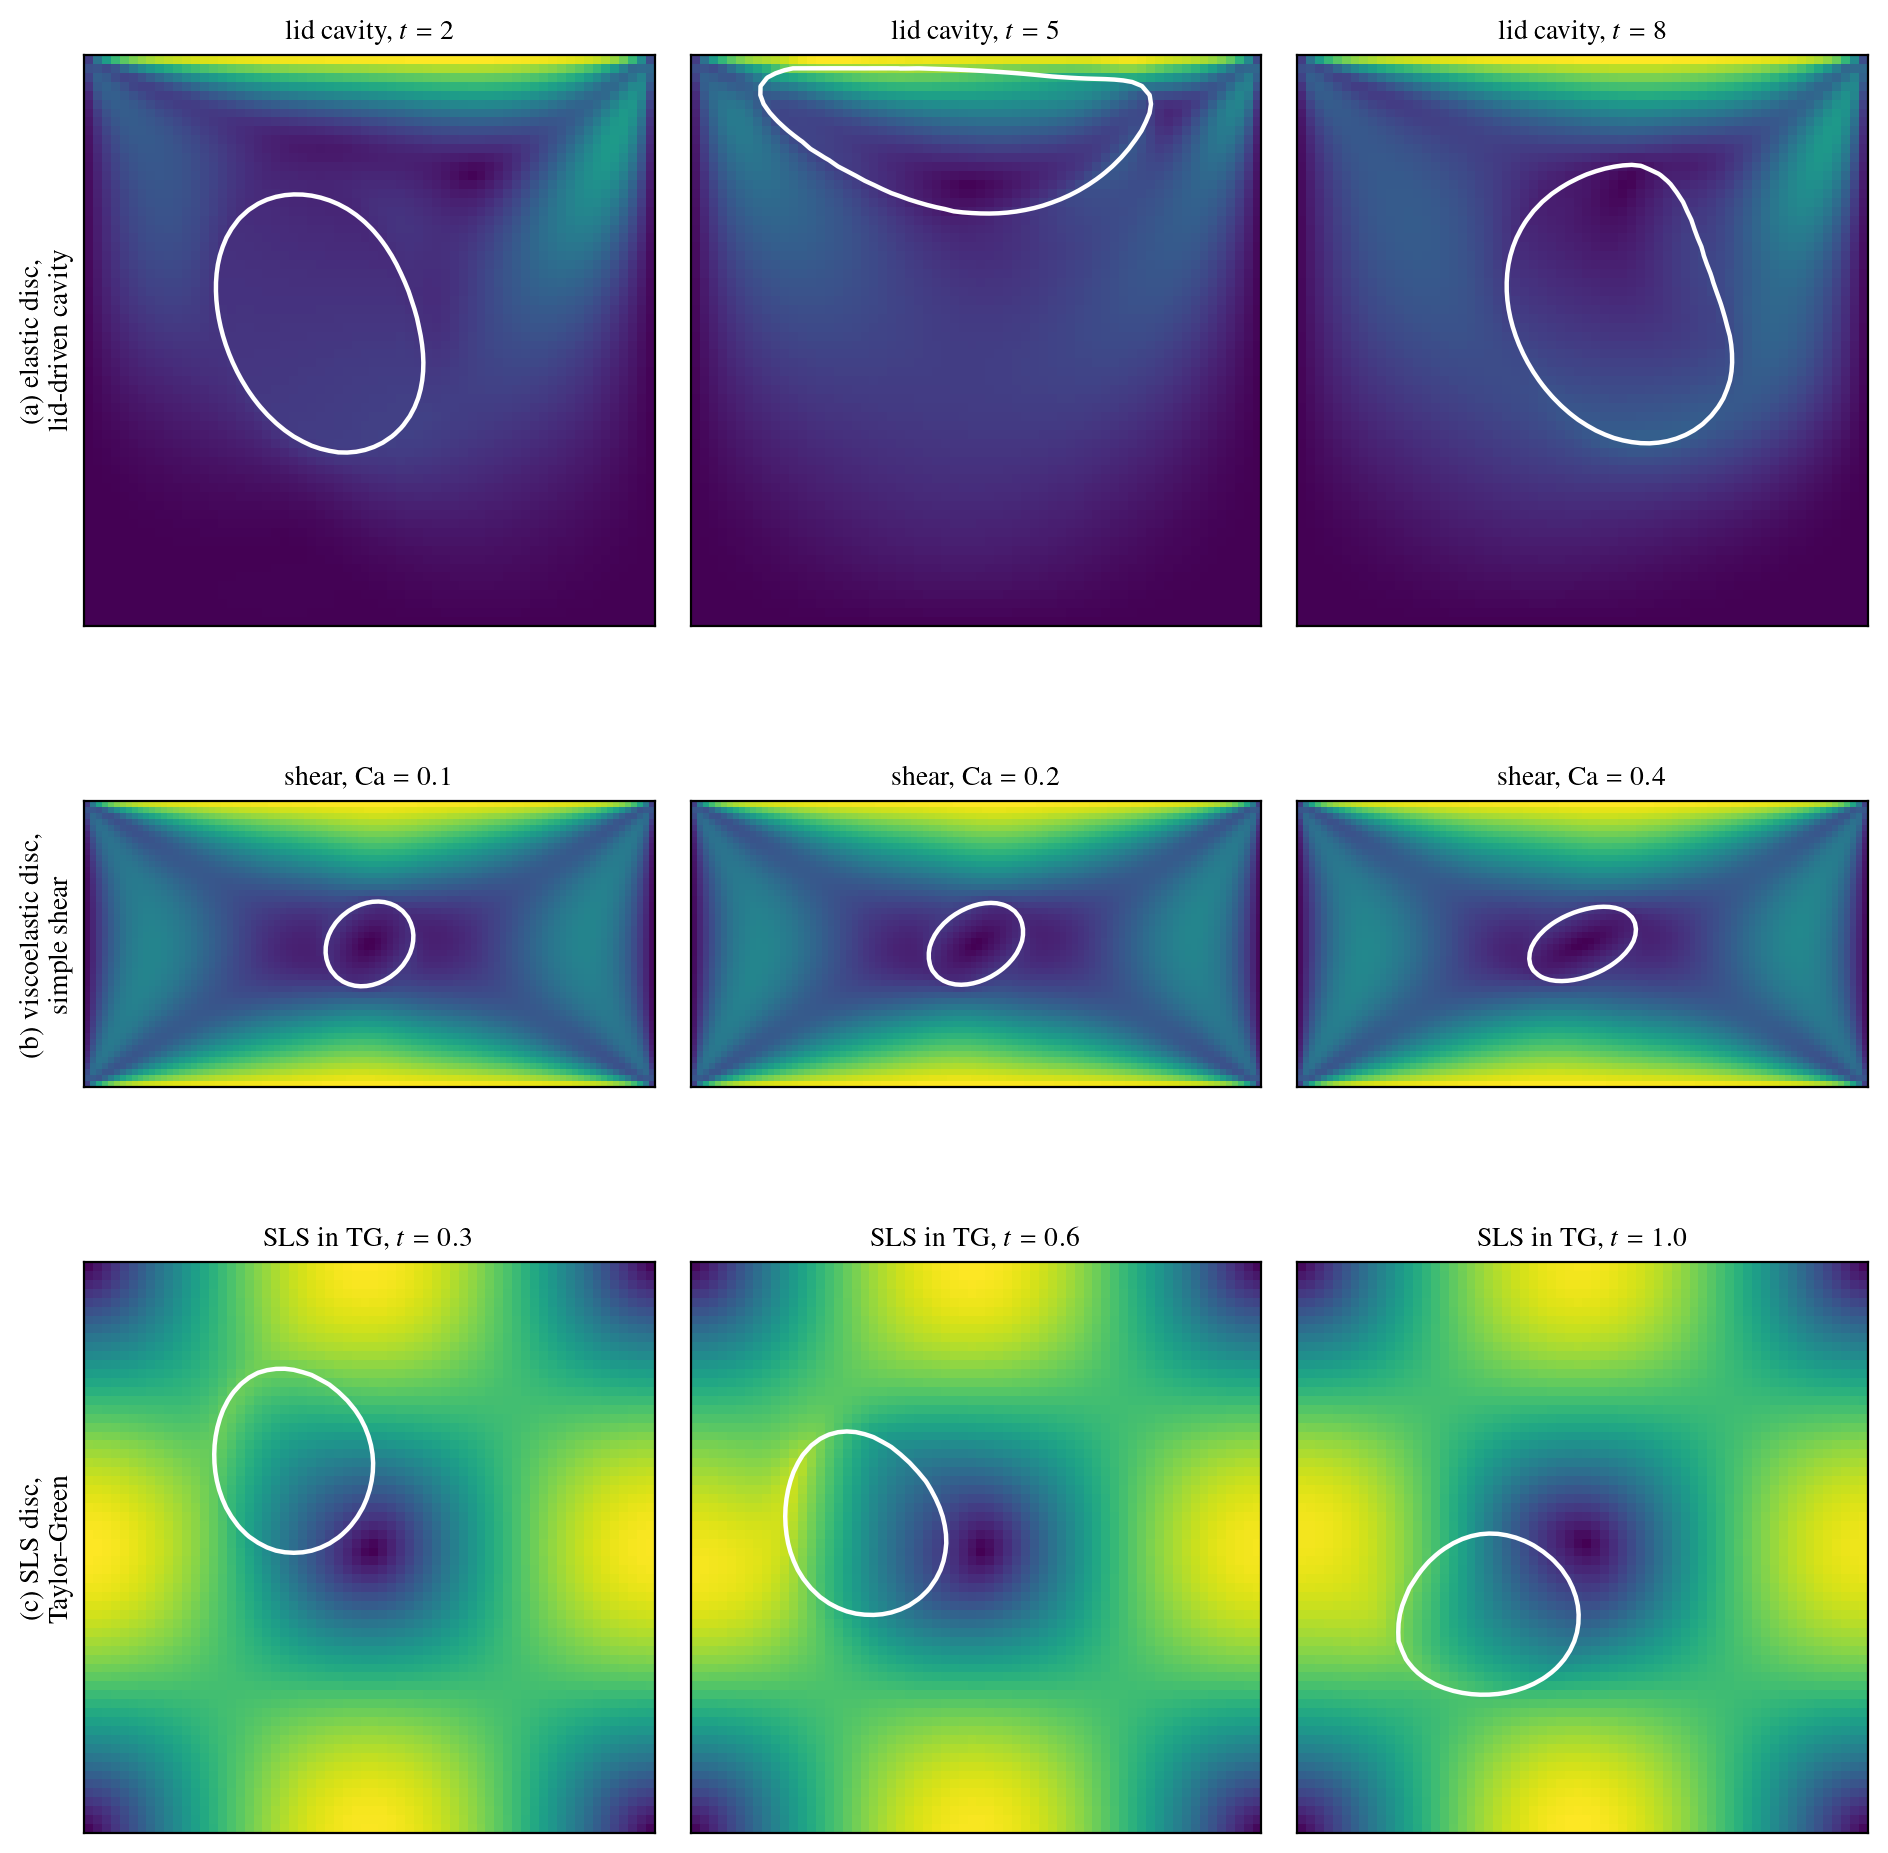 lid cavity, t = 2
lid cavity, t = 5
lid cavity, t = 8
(a) elastic disc,
lid-driven cavity
shear, Ca = 0.1
shear, Ca = 0.2
shear, Ca = 0.4
(b) viscoelastic disc,
simple shear
SLS in TG, t = 0.3
SLS in TG, t = 0.6
SLS in TG, t = 1.0
(c) SLS disc,
Taylor–Green